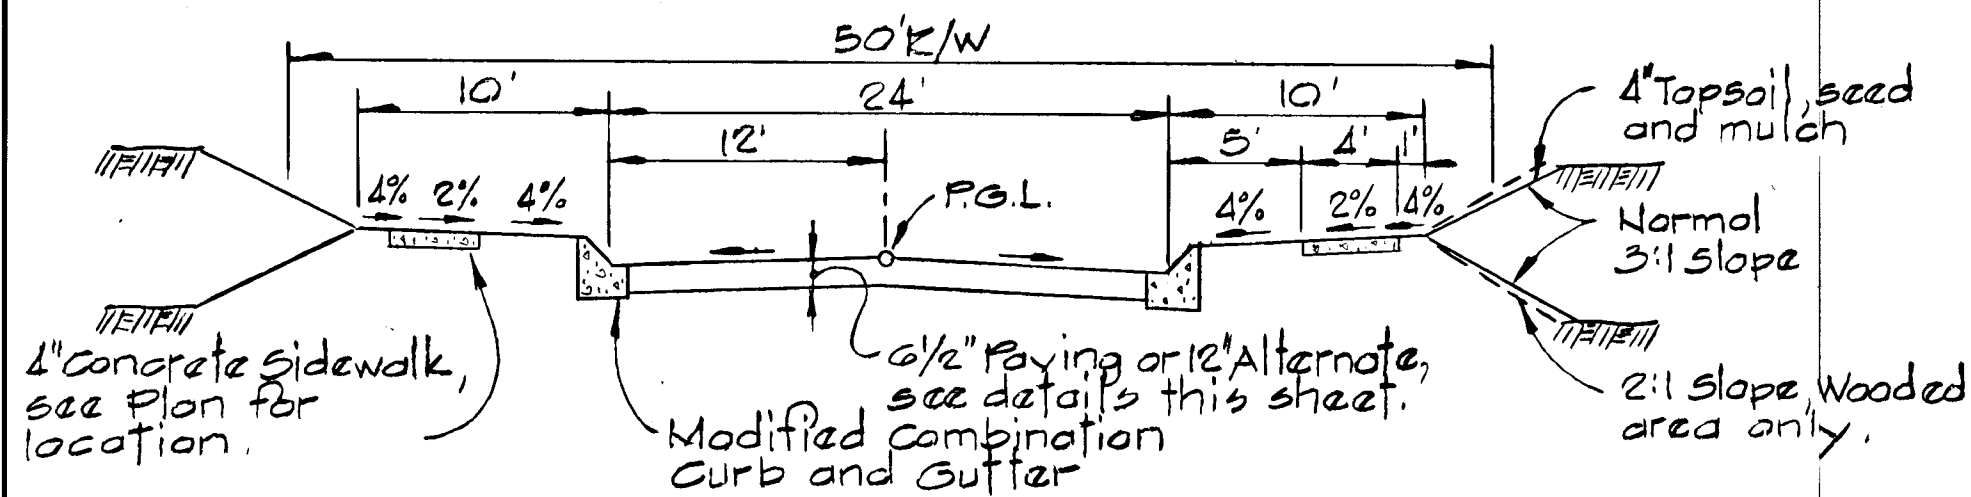 50' R/W
10'
24'
10'
4" Topsoil, seed
and mulch
12'
5'
4'
1'
4%
2%
4%
P.G.L.
4%
2%
4%
Normal
3:1 Slope
4" Concrete Sidewalk,
see Plan for
location.
6 1/2" Paving or 12" Alternate,
see details this sheet.
Modified Combination
Curb and Gutter
2:1 Slope, Wooded
area only.